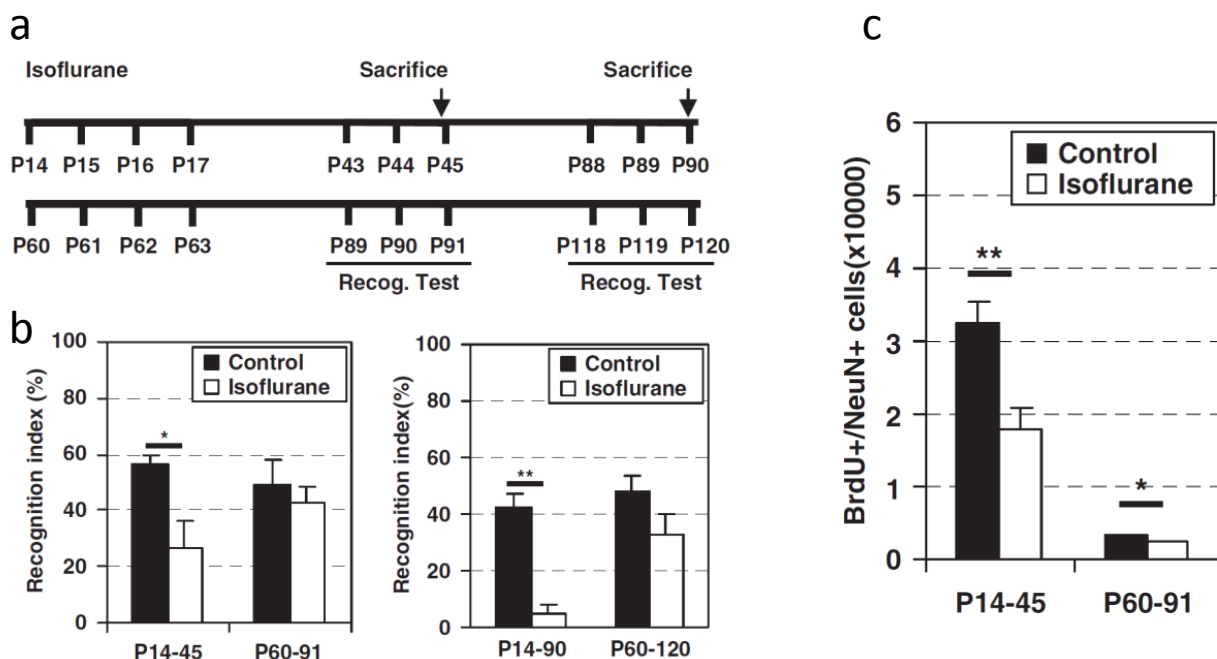 a
Isoflurane Sacrifice Sacrifice
P14 P15 P16 P17 P43 P44 P45 P88 P89 P90
P60 P61 P62 P63 P89 P90 P91 P118 P119 P120
Recog. Test Recog. Test
b
Recognition index (%)
100
80
60
40
20
0
Control
Isoflurane
*
P14-45 P60-91
Recognition index(%)
100
80
60
40
20
0
Control
Isoflurane
**
P14-90 P60-120
c
BrdU+/NeuN+ cells(x10000)
6
5
4
3
2
1
0
Control
Isoflurane
**
*
P14-45 P60-91